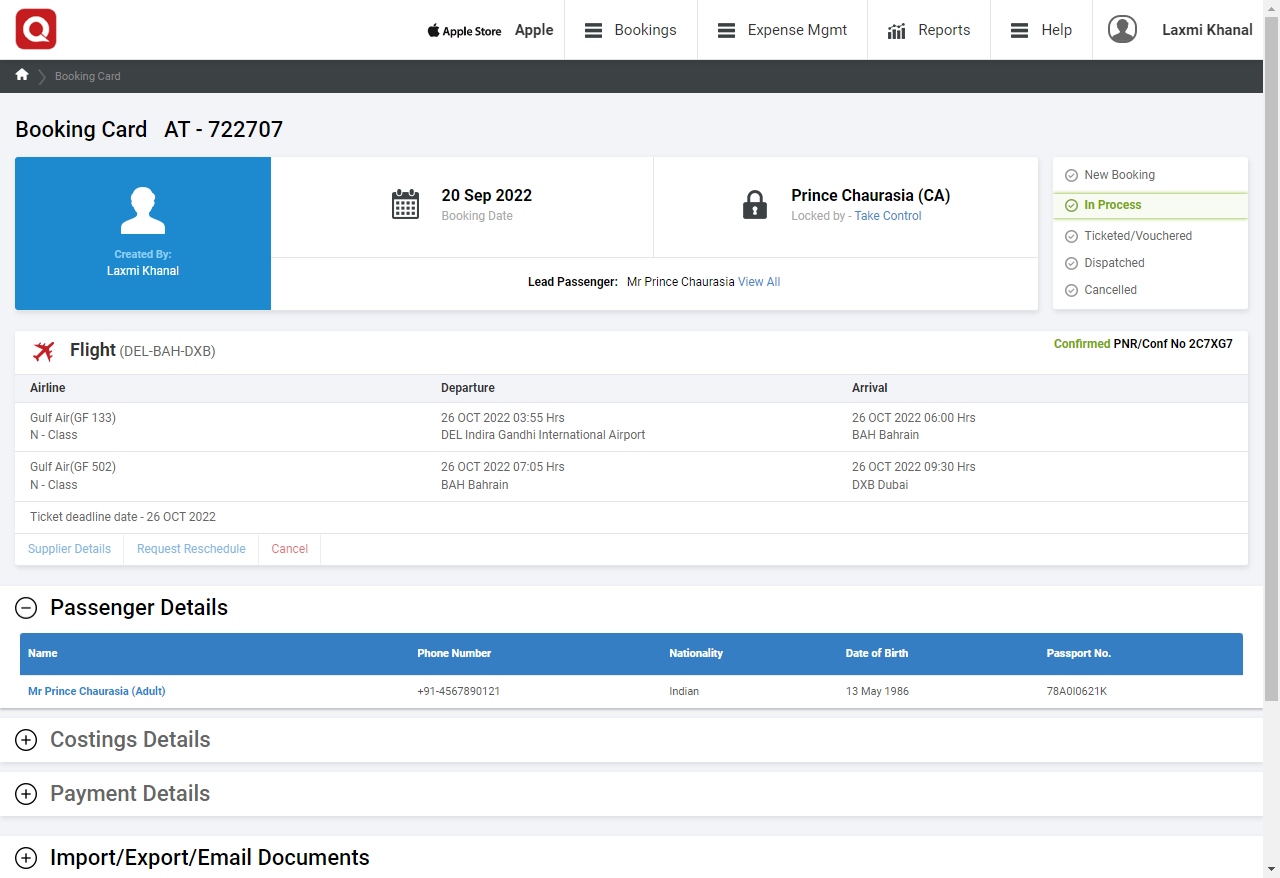 Apple Store Apple Bookings Expense Mgmt Reports Help Laxmi Khanal
Booking Card
Booking Card AT - 722707
Created By:
Laxmi Khanal
20 Sep 2022
Booking Date
Prince Chaurasia (CA)
Locked by - Take Control
Lead Passenger: Mr Prince Chaurasia View All
New Booking
In Process
Ticketed/Vouchered
Dispatched
Cancelled
Flight (DEL-BAH-DXB) Confirmed PNR/Conf No 2C7XG7
Airline Departure Arrival
Gulf Air(GF 133) 26 OCT 2022 03:55 Hrs 26 OCT 2022 06:00 Hrs
N - Class DEL Indira Gandhi International Airport BAH Bahrain
Gulf Air(GF 502) 26 OCT 2022 07:05 Hrs 26 OCT 2022 09:30 Hrs
N - Class BAH Bahrain DXB Dubai
Ticket deadline date - 26 OCT 2022
Supplier Details Request Reschedule Cancel
Passenger Details
Name Phone Number Nationality Date of Birth Passport No.
Mr Prince Chaurasia (Adult) +91-4567890121 Indian 13 May 1986 78A0I0621K
Costings Details
Payment Details
Import/Export/Email Documents